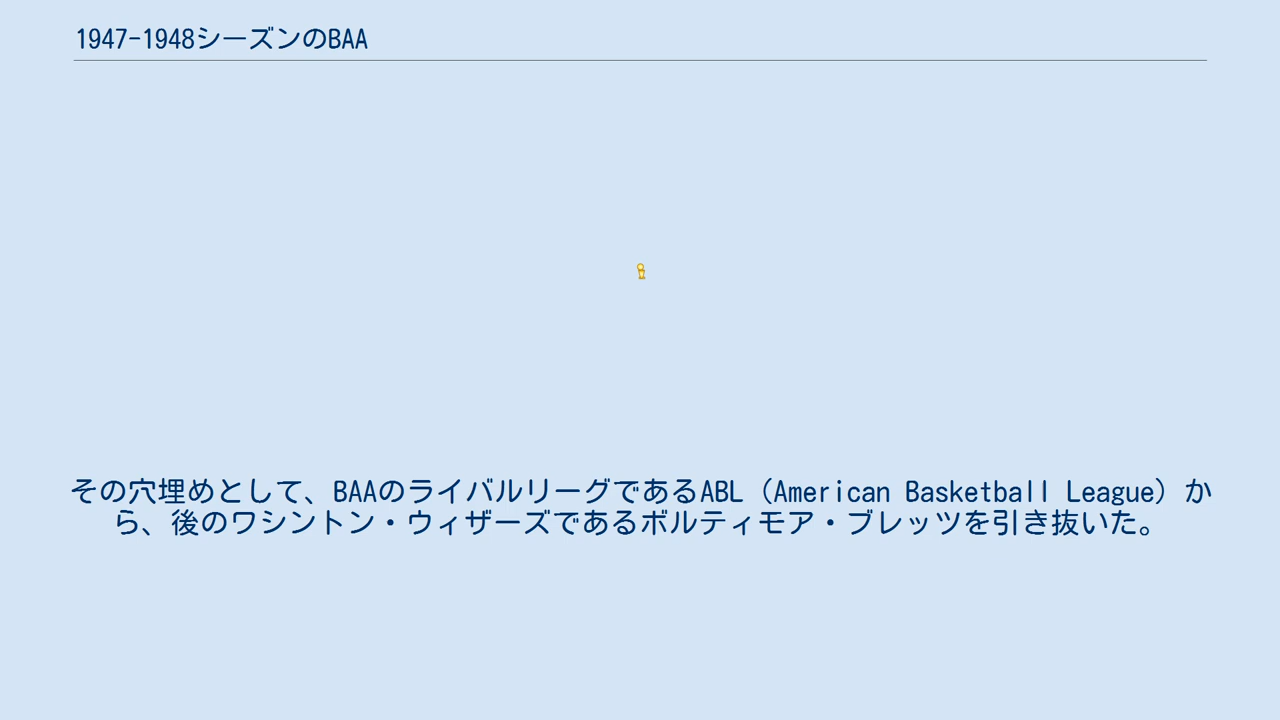 1947-1948シーズンのBAA
その穴埋めとして、BAAのライバルリーグであるABL（American Basketball League）か
ら、後のワシントン・ウィザーズであるボルティモア・ブレッツを引き抜いた。